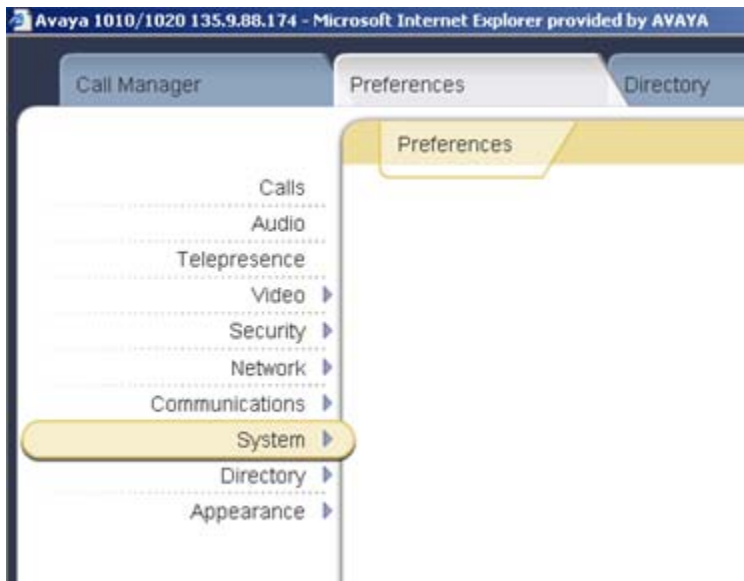 Avaya 1010/1020 135.9.88.174 - Microsoft Internet Explorer provided by AVAYA
Call Manager
Preferences
Directory
Preferences
Calls
Audio
Telepresence
Video
Security
Network
Communications
System
Directory
Appearance